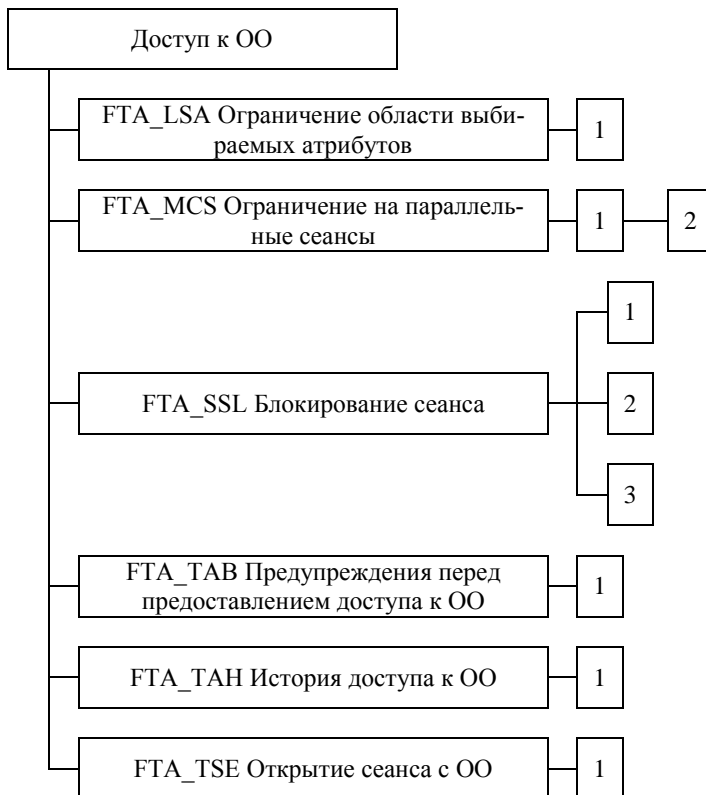 Доступ к ОО
FTA_LSA Ограничение области выби-
раемых атрибутов
1
FTA_MCS Ограничение на параллель-
ные сеансы
1
2
1
FTA_SSL Блокирование сеанса
2
3
FTA_TAB Предупреждения перед
предоставлением доступа к ОО
1
FTA_TAH История доступа к ОО
1
FTA_TSE Открытие сеанса с ОО
1